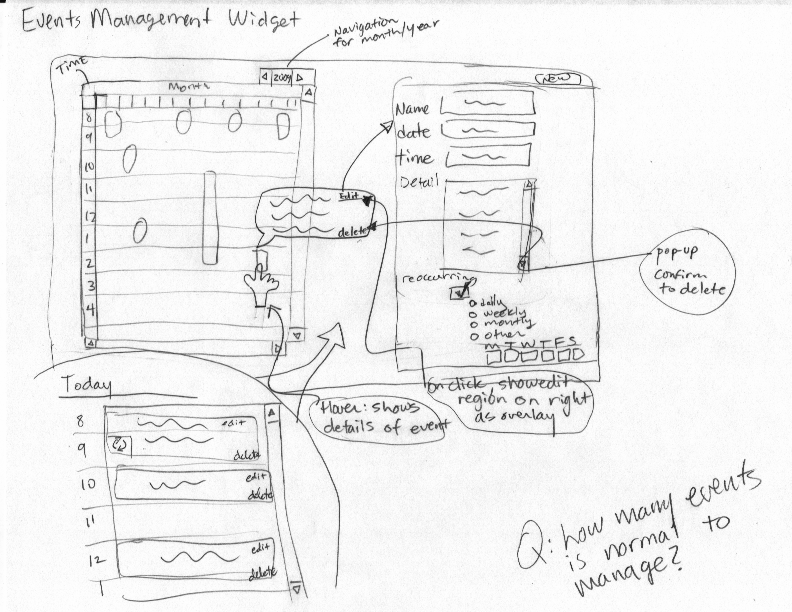 Events Management Widget
Navigation
for month/year
Time
Month
2009
8
9
10
11
12
1
2
3
4
Edit
delete
New
Name
date
time
Detail
reoccurring
daily
weekly
montly
other
M T W T F S
pop-up
confirm
to delete
On click show edit
region on right
as overlay
Hover: shows
details of event
Today
8
9
10
11
12
1
edit
delete
edit
delete
edit
delete
Q: how many events
is normal to
manage?